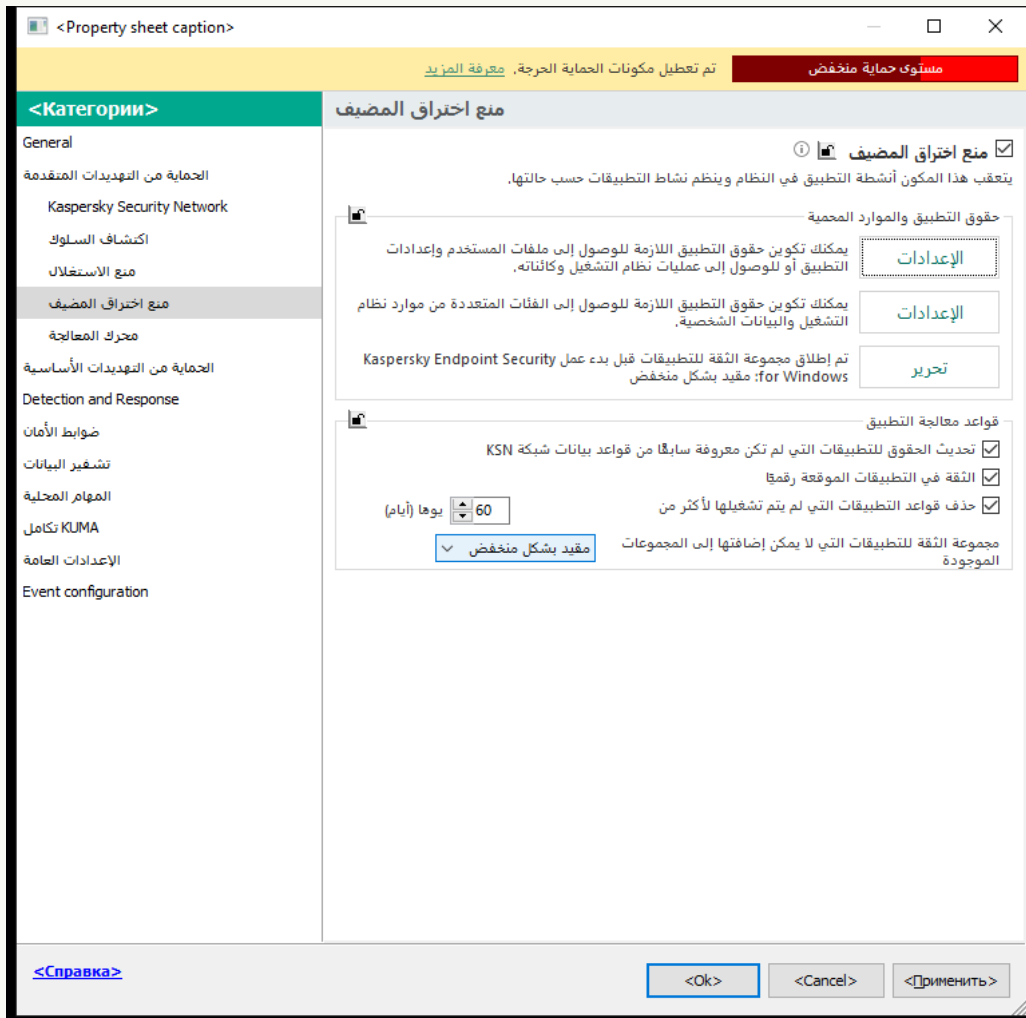 <Property sheet caption>
مستوى حماية منخفض
تم تعطيل مكونات الحماية الحرجة. معرفة المزيد
<Категории>
General
الحماية من التهديدات المتقدمة
Kaspersky Security Network
اكتشاف السلوك
منع الاستغلال
منع اختراق المضيف
محرك المعالجة
الحماية من التهديدات الأساسية
Detection and Response
ضوابط الأمان
تشفير البيانات
المهام المحلية
تكامل KUMA
الإعدادات العامة
Event configuration
منع اختراق المضيف
منع اختراق المضيف
يتعقب هذا المكون أنشطة التطبيق في النظام وينظم نشاط التطبيقات حسب حالتها.
حقوق التطبيق والموارد المحمية
الإعدادات
يمكنك تكوين حقوق التطبيق اللازمة للوصول إلى ملفات المستخدم وإعدادات
التطبيق أو للوصول إلى عمليات نظام التشغيل وكائناته.
الإعدادات
يمكنك تكوين حقوق التطبيق اللازمة للوصول إلى الفئات المتعددة من موارد نظام
التشغيل والبيانات الشخصية.
تحرير
تم إطلاق مجموعة الثقة للتطبيقات قبل بدء عمل Kaspersky Endpoint Security
for Windows: مقيد بشكل منخفض
قواعد معالجة التطبيق
تحديث الحقوق للتطبيقات التي لم تكن معروفة سابقًا من قواعد بيانات شبكة KSN
الثقة في التطبيقات الموقعة رقميًا
حذف قواعد التطبيقات التي لم يتم تشغيلها لأكثر من 60 يوها (أيام)
مجموعة الثقة للتطبيقات التي لا يمكن إضافتها إلى المجموعات
الموجودة
مقيد بشكل منخفض
<Справка>
<Ok>
<Cancel>
<Применить>